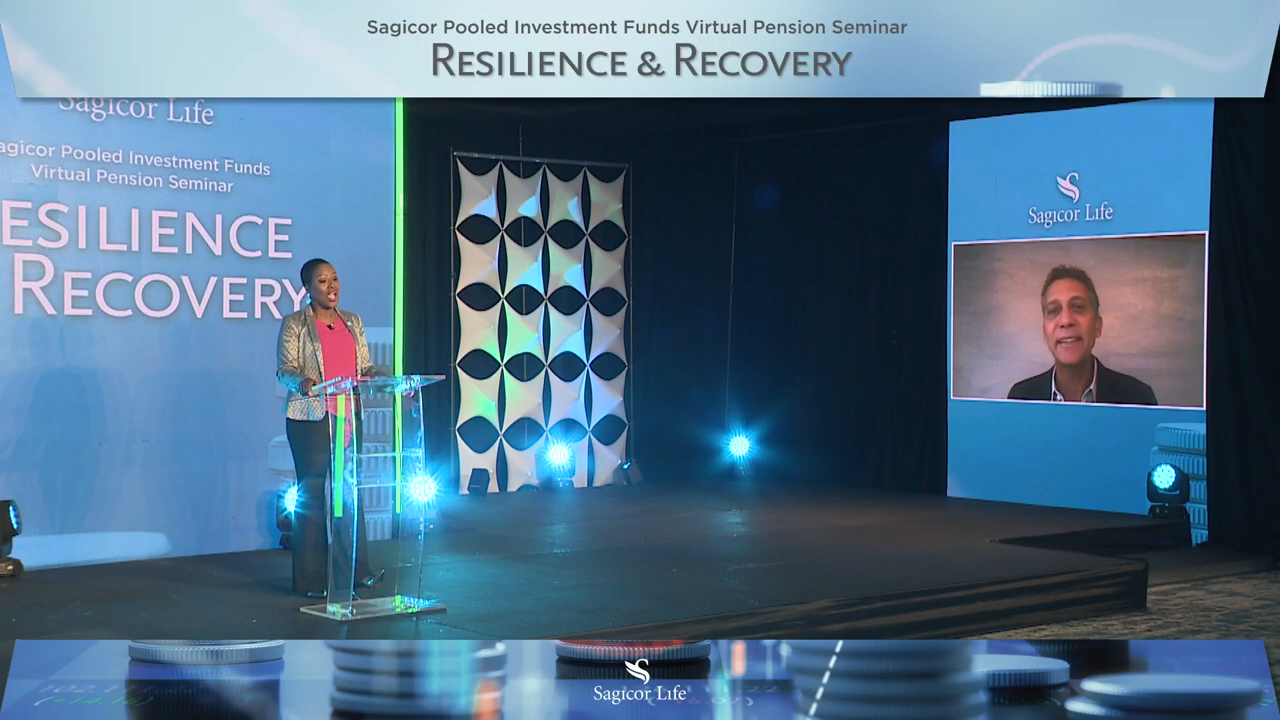 Sagicor Pooled Investment Funds Virtual Pension Seminar
RESILIENCE & RECOVERY
Sagicor Life
agicor Pooled Investment Funds
Virtual Pension Seminar
ESILIENCE
RECOVERY
Sagicor Life
Sagicor Life